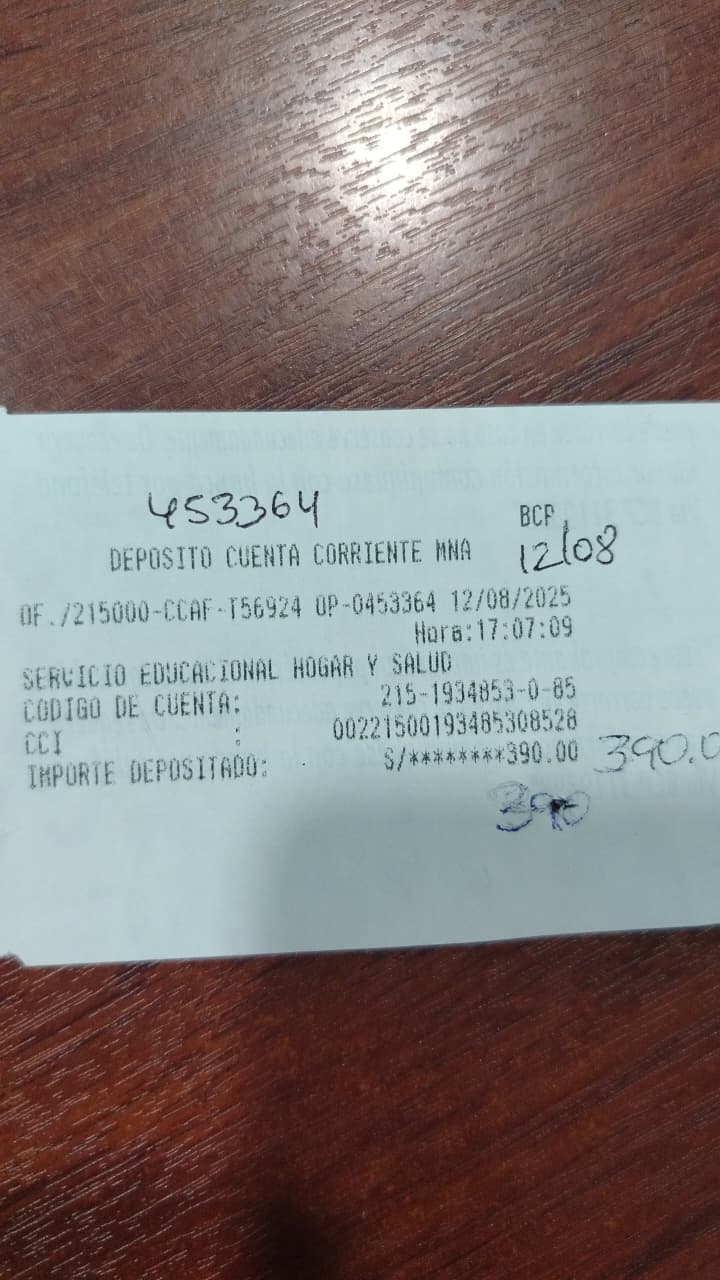 453364
BCP
12/08
DEPOSITO CUENTA CORRIENTE MNA
OF./215000-CCAF-T56924 OP-0453364 12/08/2025
Hora:17:07:09
SERVICIO EDUCACIONAL HOGAR Y SALUD
CODIGO DE CUENTA: 215-1934853-0-85
CCI : 00221500193485308528
IMPORTE DEPOSITADO: S/********390.00 390.0
390